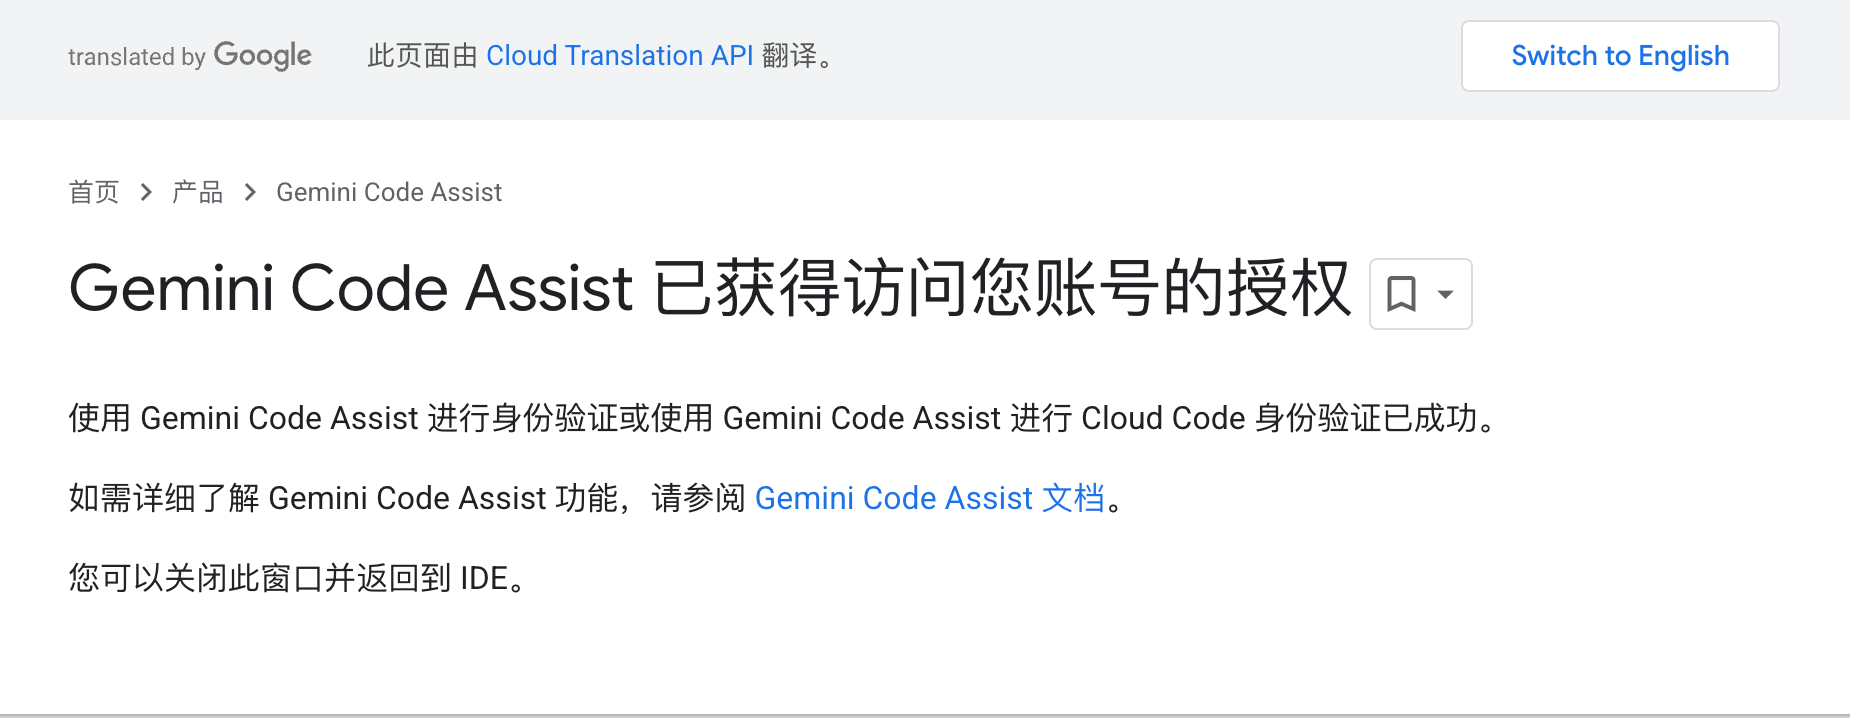 translated by Google 此页面由 Cloud Translation API 翻译。 Switch to English
首页 > 产品 > Gemini Code Assist
Gemini Code Assist 已获得访问您账号的授权
使用 Gemini Code Assist 进行身份验证或使用 Gemini Code Assist 进行 Cloud Code 身份验证已成功。
如需详细了解 Gemini Code Assist 功能，请参阅 Gemini Code Assist 文档。
您可以关闭此窗口并返回到 IDE。